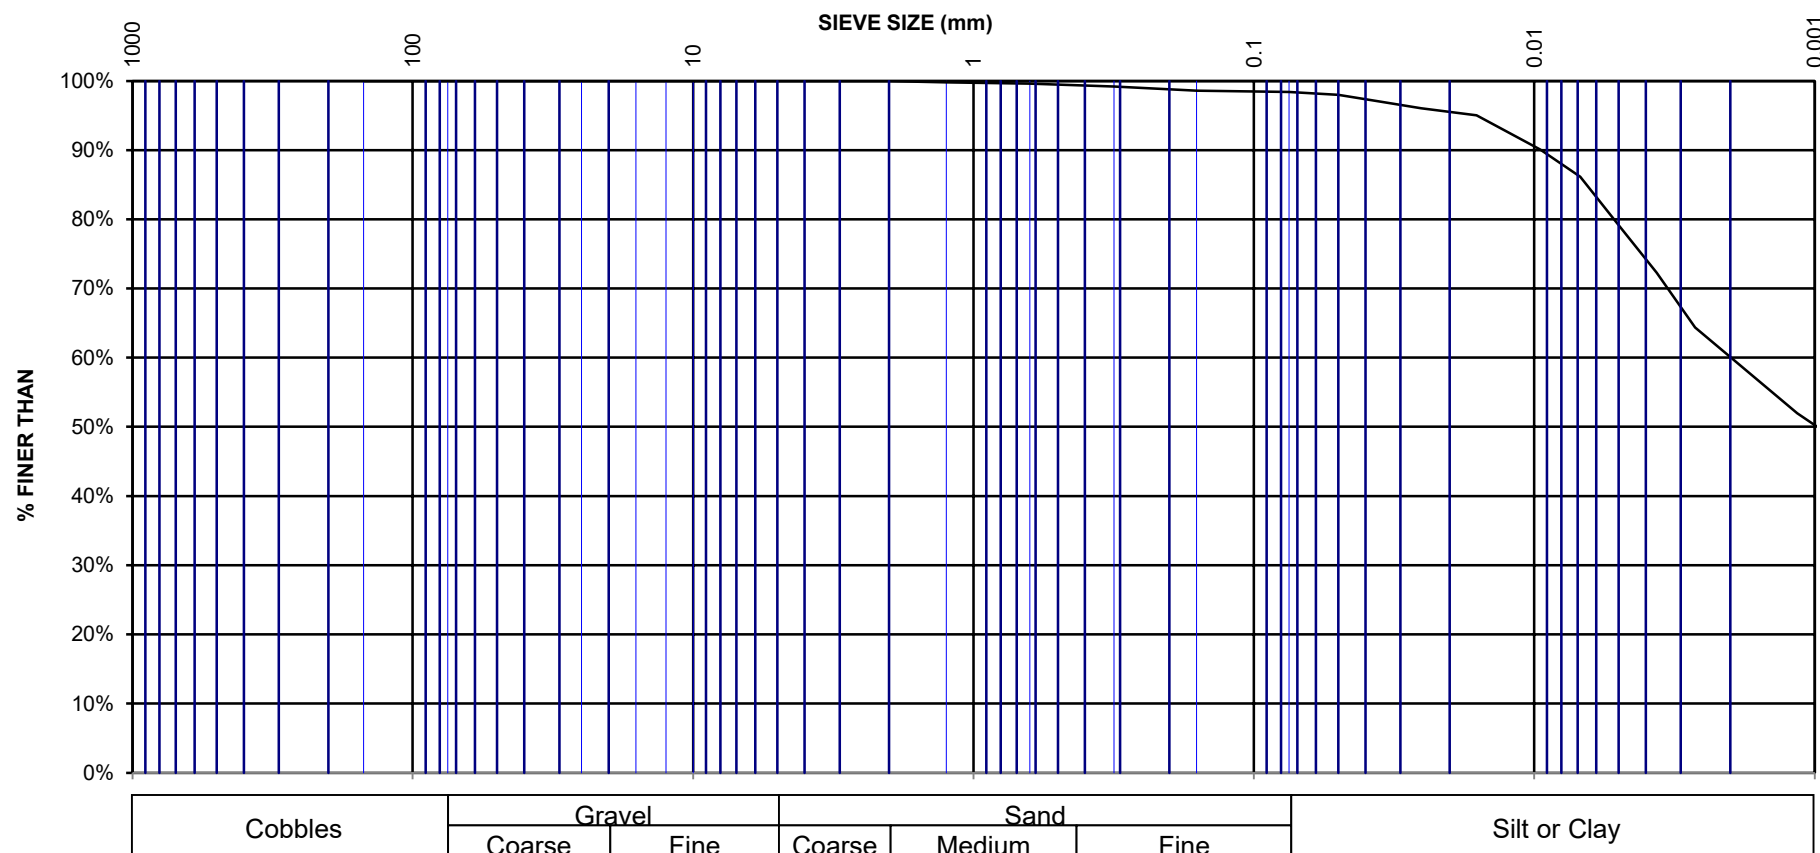 SIEVE SIZE (mm)
1000 100 10 1 0.1 0.01 0.001
100%
90%
80%
70%
60%
50%
40%
30%
20%
10%
0%
% FINER THAN
Cobbles Gravel Sand Silt or Clay
Coarse Fine Coarse Medium Fine